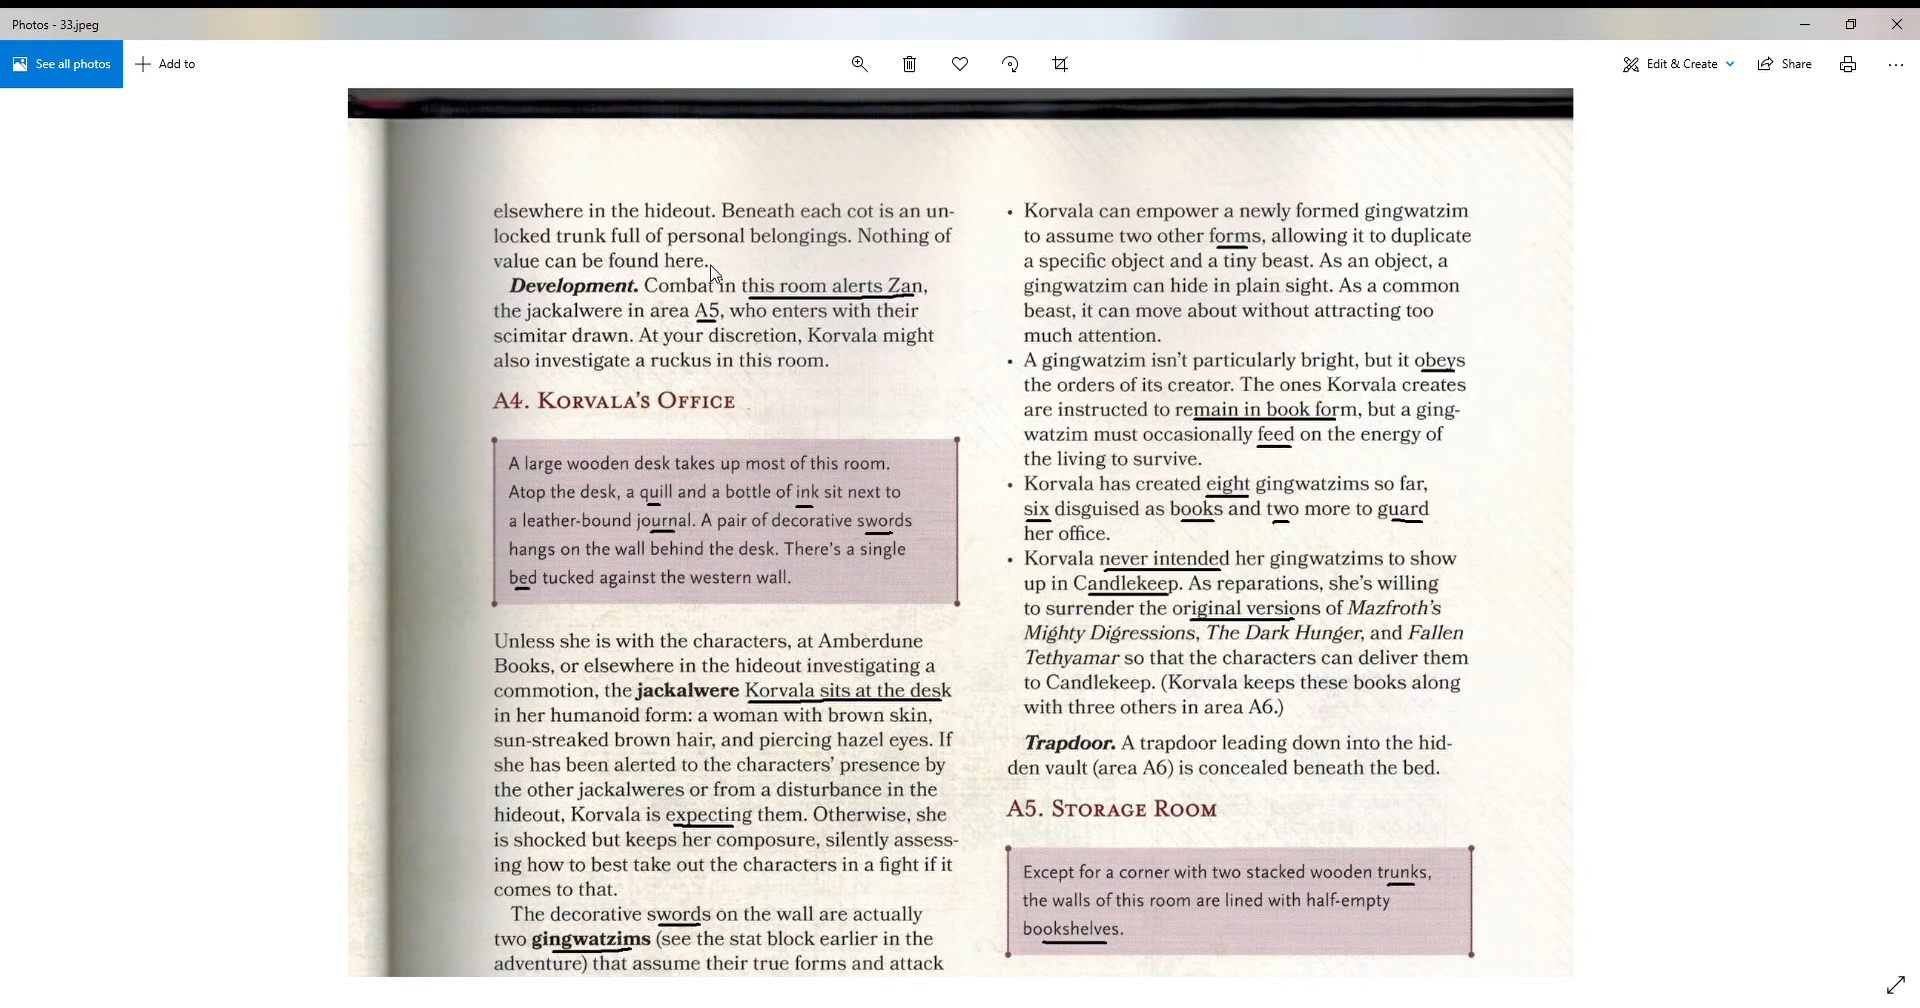 Photos - 33.jpeg
See all photos
Add to
Edit & Create
Share
elsewhere in the hideout. Beneath each cot is an un-
locked trunk full of personal belongings. Nothing of
value can be found here.
Development. Combat in this room alerts Zan,
the jackalwere in area A5, who enters with their
scimitar drawn. At your discretion, Korvala might
also investigate a ruckus in this room.
A4. Korvala's Office
A large wooden desk takes up most of this room.
Atop the desk, a quill and a bottle of ink sit next to
a leather-bound journal. A pair of decorative swords
hangs on the wall behind the desk. There's a single
bed tucked against the western wall.
Unless she is with the characters, at Amberdune
Books, or elsewhere in the hideout investigating a
commotion, the jackalwere Korvala sits at the desk
in her humanoid form: a woman with brown skin,
sun-streaked brown hair, and piercing hazel eyes. If
she has been alerted to the characters' presence by
the other jackalweres or from a disturbance in the
hideout, Korvala is expecting them. Otherwise, she
is shocked but keeps her composure, silently assess-
ing how to best take out the characters in a fight if it
comes to that.
The decorative swords on the wall are actually
two gingwatzims (see the stat block earlier in the
adventure) that assume their true forms and attack
• Korvala can empower a newly formed gingwatzim
to assume two other forms, allowing it to duplicate
a specific object and a tiny beast. As an object, a
gingwatzim can hide in plain sight. As a common
beast, it can move about without attracting too
much attention.
• A gingwatzim isn't particularly bright, but it obeys
the orders of its creator. The ones Korvala creates
are instructed to remain in book form, but a ging-
watzim must occasionally feed on the energy of
the living to survive.
• Korvala has created eight gingwatzims so far,
six disguised as books and two more to guard
her office.
• Korvala never intended her gingwatzims to show
up in Candlekeep. As reparations, she's willing
to surrender the original versions of Mazfroth's
Mighty Digressions, The Dark Hunger, and Fallen
Tethyamar so that the characters can deliver them
to Candlekeep. (Korvala keeps these books along
with three others in area A6.)
Trapdoor. A trapdoor leading down into the hid-
den vault (area A6) is concealed beneath the bed.
A5. Storage Room
Except for a corner with two stacked wooden trunks,
the walls of this room are lined with half-empty
bookshelves.